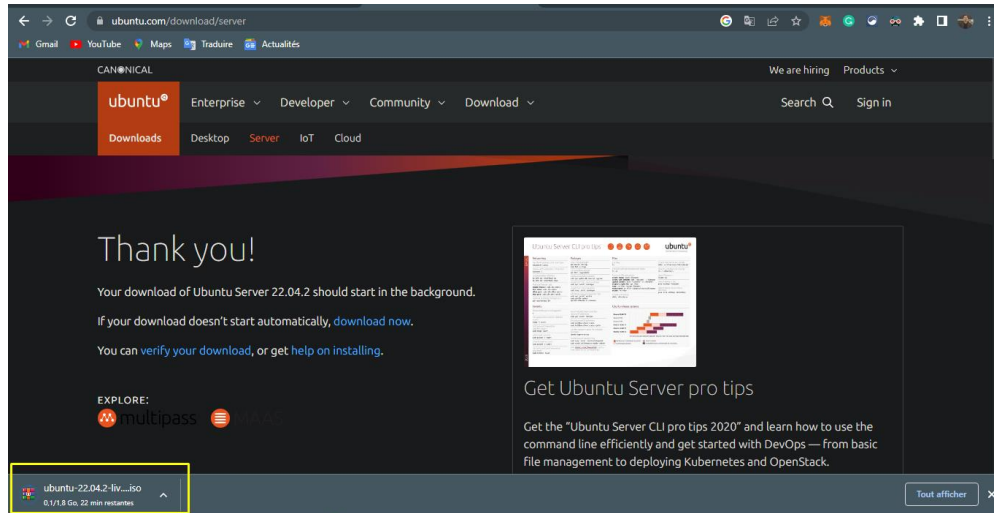 ubuntu.com/download/server
Gmail YouTube Maps Traduire Actualités
CANONICAL We are hiring Products
ubuntu® Enterprise Developer Community Download Search Sign in
Downloads Desktop Server IoT Cloud
Thank you!
Your download of Ubuntu Server 22.04.2 should start in the background.
If your download doesn’t start automatically, download now.
You can verify your download, or get help on installing.
EXPLORE:
multipass MAAS
Ubuntu Server CLI pro tips ubuntu®
Get Ubuntu Server pro tips
Get the “Ubuntu Server CLI pro tips 2020” and learn how to use the
command line efficiently and get started with DevOps — from basic
file management to deploying Kubernetes and OpenStack.
ubuntu-22.04.2-liv....iso
0,1/1,8 Go, 22 min restantes
Tout afficher